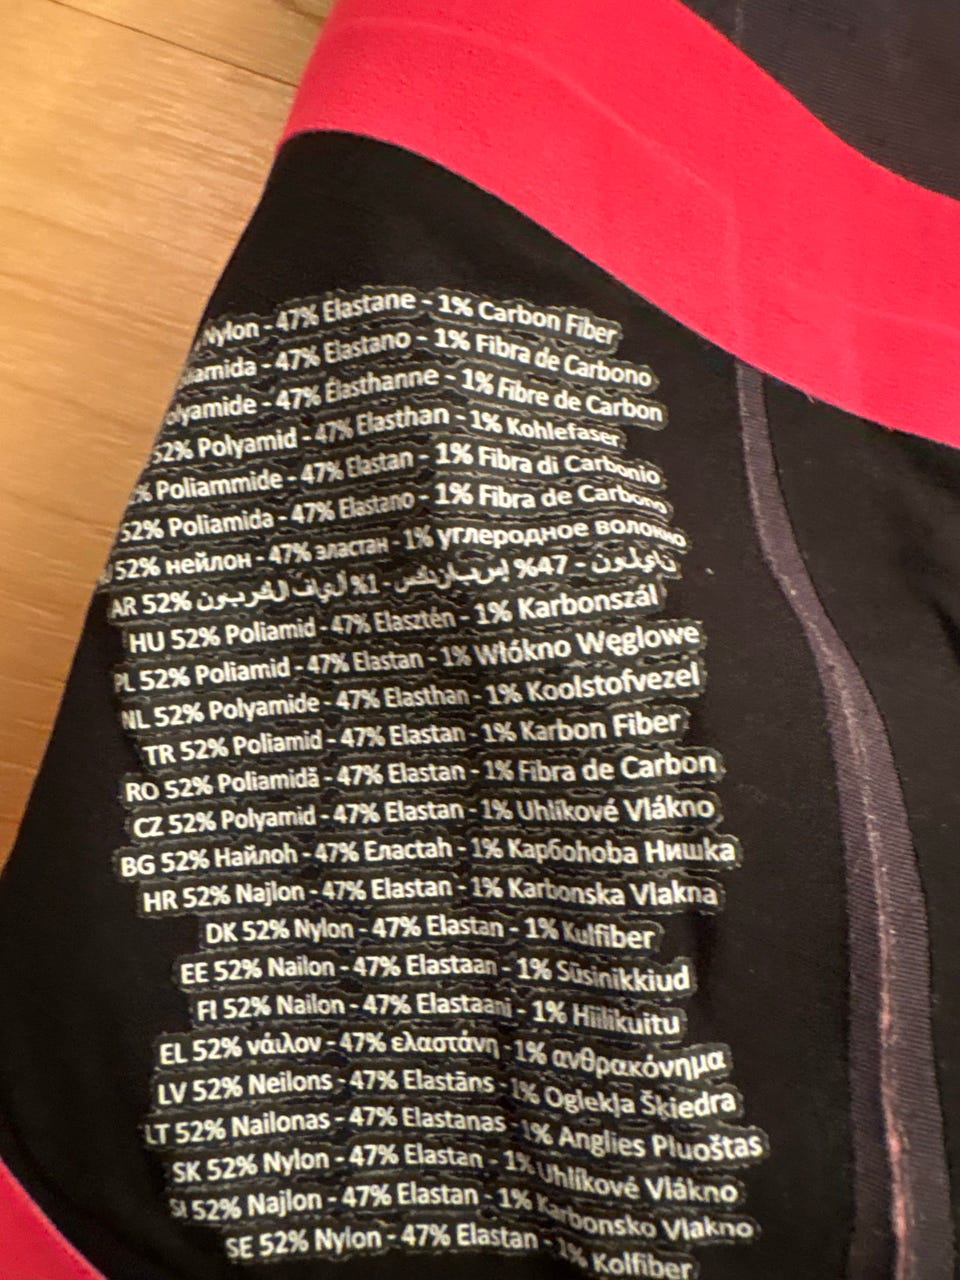 Nylon - 47% Elastane - 1% Carbon Fiber
47% Elastano - 1% Fibra de Carbono
47% Élasthanne - 1% Fibre de Carbon
52% Polyamid - 47% Elasthan - 1% Kohlefaser
% Poliammide - 47% Elastan - 1% Fibra di Carbonio
52% Poliamida - 47% Elastano - 1% Fibra de Carbono
52% нейлон - 47% эластан - 1% углеродное волокно
AR 52% نايلون - 47% إسباندكس - 1% ألياف الكربون
HU 52% Poliamid - 47% Elasztén - 1% Karbonszál
PL 52% Poliamid - 47% Elastan - 1% Włókno Węglowe
NL 52% Polyamide - 47% Elasthan - 1% Koolstofvezel
TR 52% Poliamid - 47% Elastan - 1% Karbon Fiber
RO 52% Poliamidă - 47% Elastan - 1% Fibra de Carbon
CZ 52% Polyamid - 47% Elastan - 1% Uhlíkové Vlákno
BG 52% Найлоh - 47% Еластаh - 1% Карбоhова Нишка
HR 52% Najlon - 47% Elastan - 1% Karbonska Vlakna
DK 52% Nylon - 47% Elastan - 1% Kulfiber
EE 52% Nailon - 47% Elastaan - 1% Süsinikkiud
FI 52% Nailon - 47% Elastaani - 1% Hiilikuitu
EL 52% νάιλον - 47% ελαστάνη - 1% ανθρακόνημα
LV 52% Neilons - 47% Elastāns - 1% Oglekļa Šķiedra
LT 52% Nailonas - 47% Elastanas - 1% Anglies Pluoštas
SK 52% Nylon - 47% Elastan - 1% Uhlíkové Vlákno
SI 52% Najlon - 47% Elastan - 1% Karbonsko Vlakno
SE 52% Nylon - 47% Elastan - 1% Kolfiber